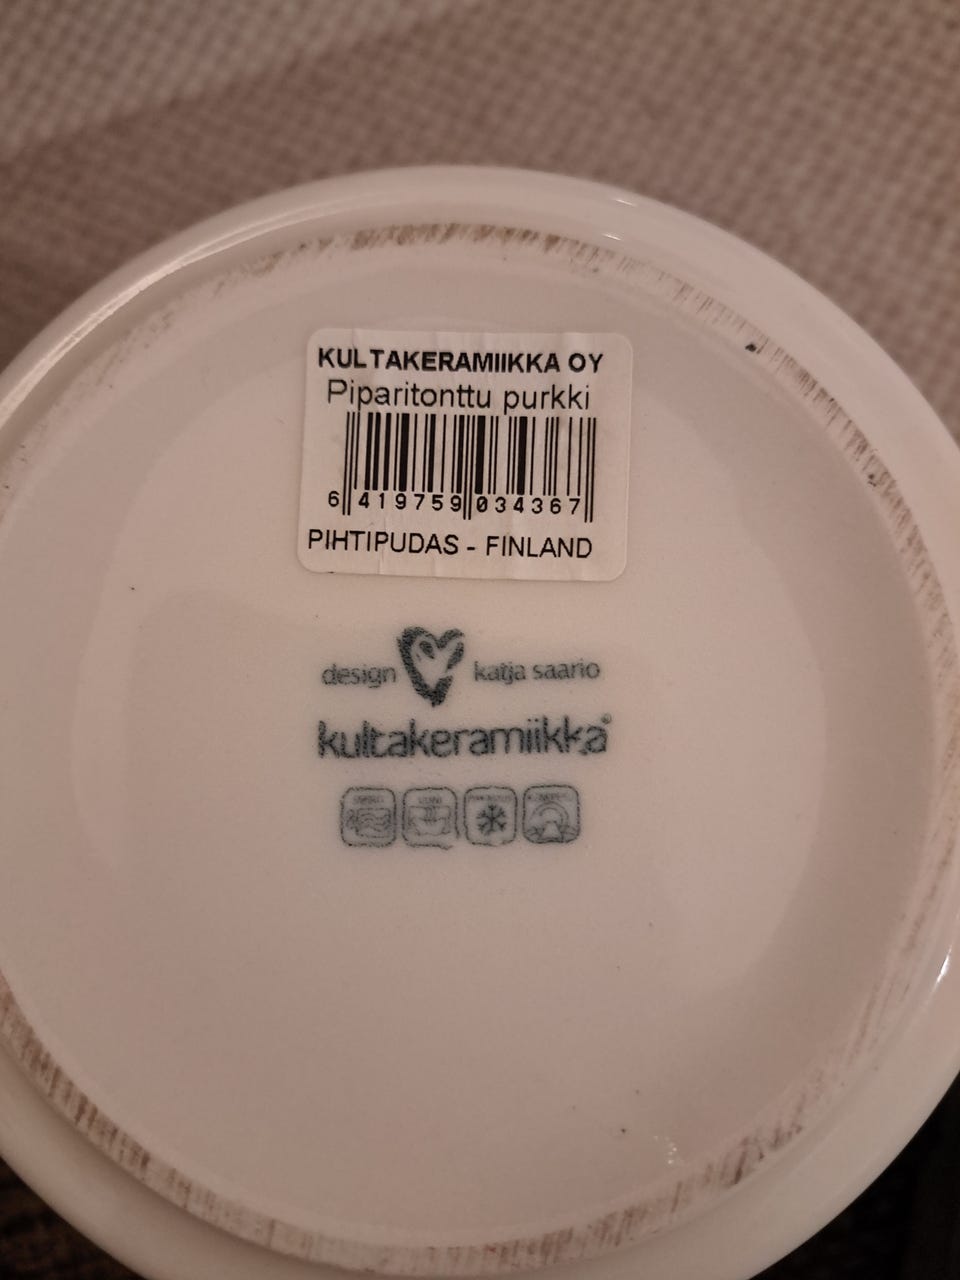 KULTAKERAMIIKKA OY
Piparitonttu purkki
6 419759 034367
PIHTIPUDAS - FINLAND
design katja saario
kultakeramiikka®